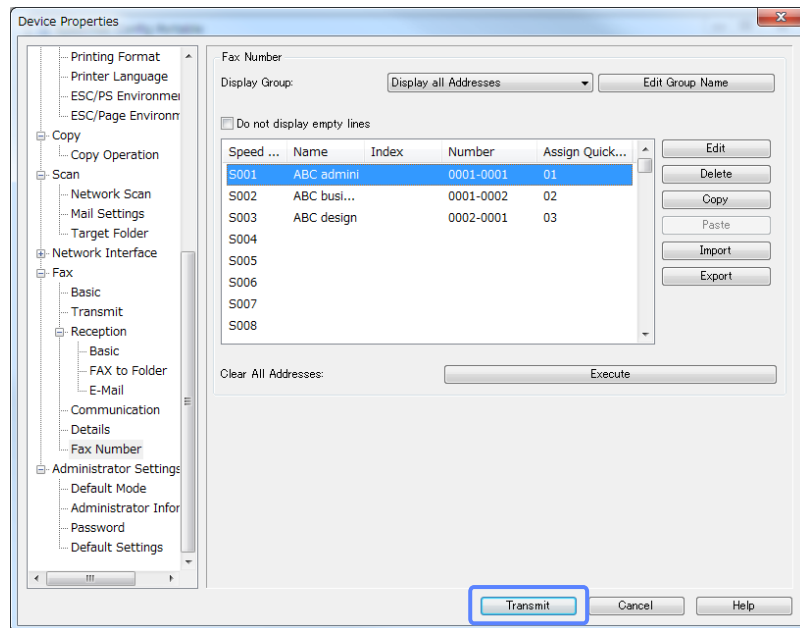 Device Properties
Printing Format
Printer Language
ESC/PS Environmen
ESC/Page Environm
Copy
Copy Operation
Scan
Network Scan
Mail Settings
Target Folder
Network Interface
Fax
Basic
Transmit
Reception
Basic
FAX to Folder
E-Mail
Communication
Details
Fax Number
Administrator Settings
Default Mode
Administrator Infor
Password
Default Settings
Fax Number
Display Group: Display all Addresses Edit Group Name
Do not display empty lines
Speed ... Name Index Number Assign Quick...
S001 ABC admini 0001-0001 01
S002 ABC busi... 0001-0002 02
S003 ABC design 0002-0001 03
S004
S005
S006
S007
S008
Edit
Delete
Copy
Paste
Import
Export
Clear All Addresses: Execute
Transmit Cancel Help